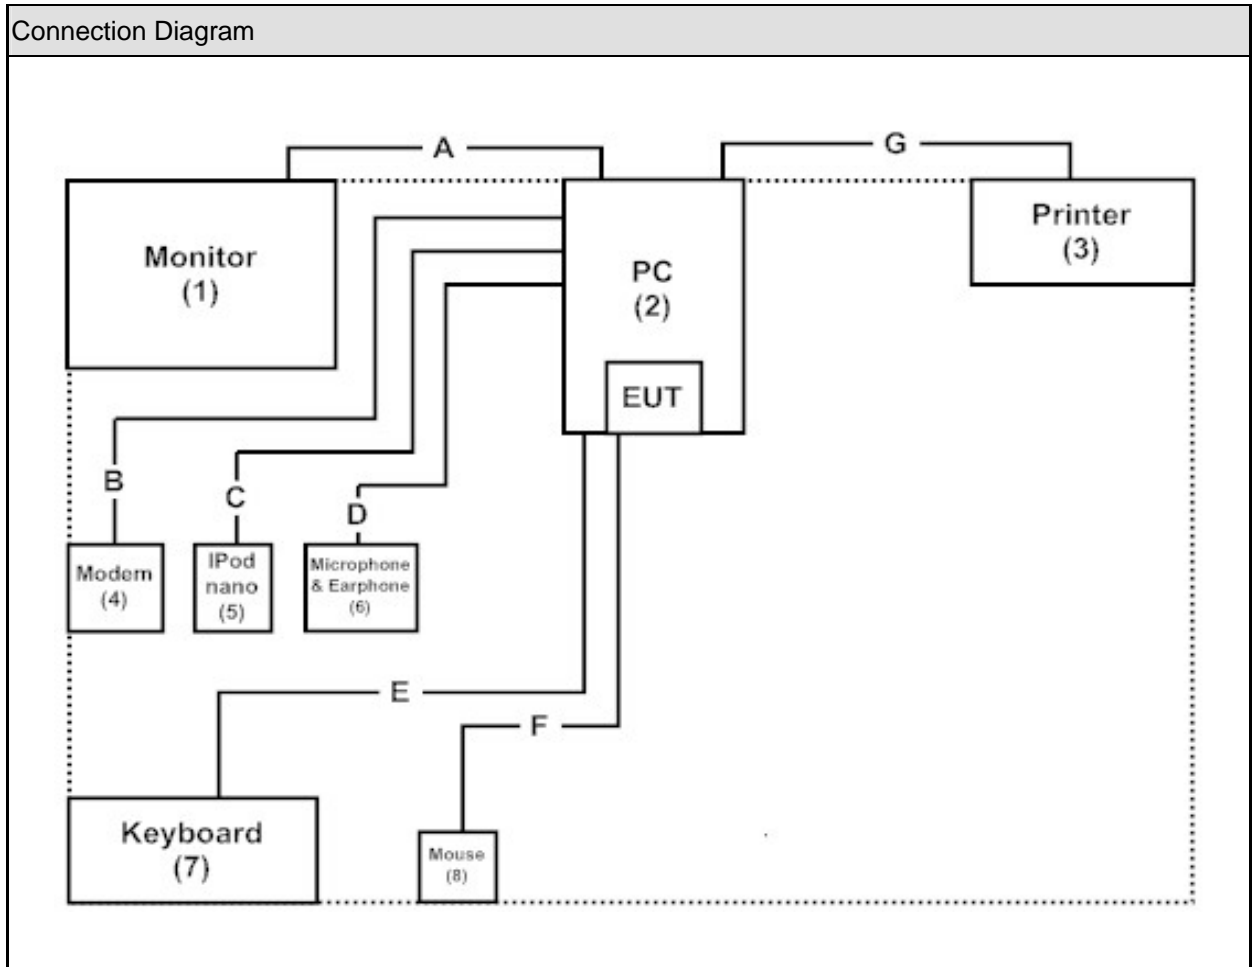 Connection Diagram
A
G
Monitor
(1)
PC
(2)
EUT
Printer
(3)
B
C
D
Modem
(4)
IPod
nano
(5)
Microphone
& Earphone
(6)
E
F
Keyboard
(7)
Mouse
(8)